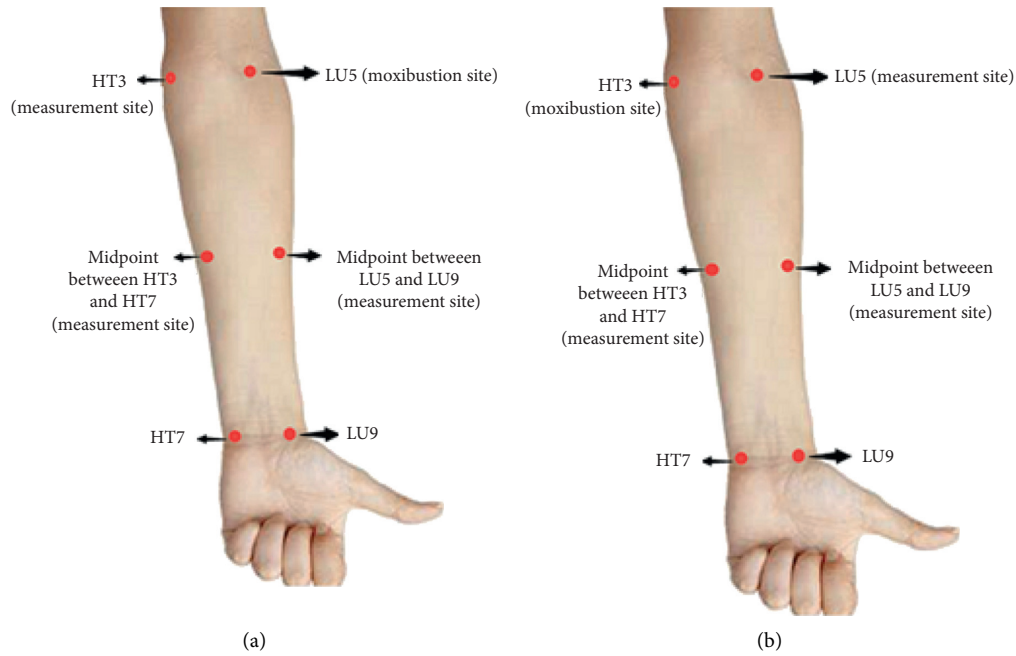 HT3
(measurement site)
LU5 (moxibustion site)
Midpoint
betweeen HT3
and HT7
(measurement site)
Midpoint betweeen
LU5 and LU9
(measurement site)
HT7
LU9
(a)
HT3
(moxibustion site)
LU5 (measurement site)
Midpoint
betweeen HT3
and HT7
(measurement site)
Midpoint betweeen
LU5 and LU9
(measurement site)
HT7
LU9
(b)